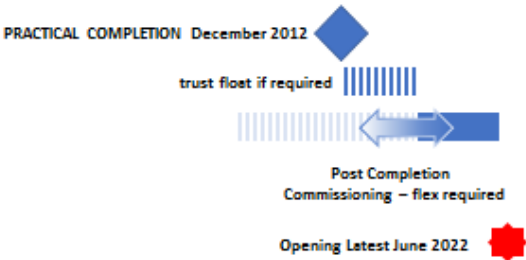 PRACTICAL COMPLETION December 2012
trust float if required
Post Completion
Commissioning – flex required
Opening Latest June 2022